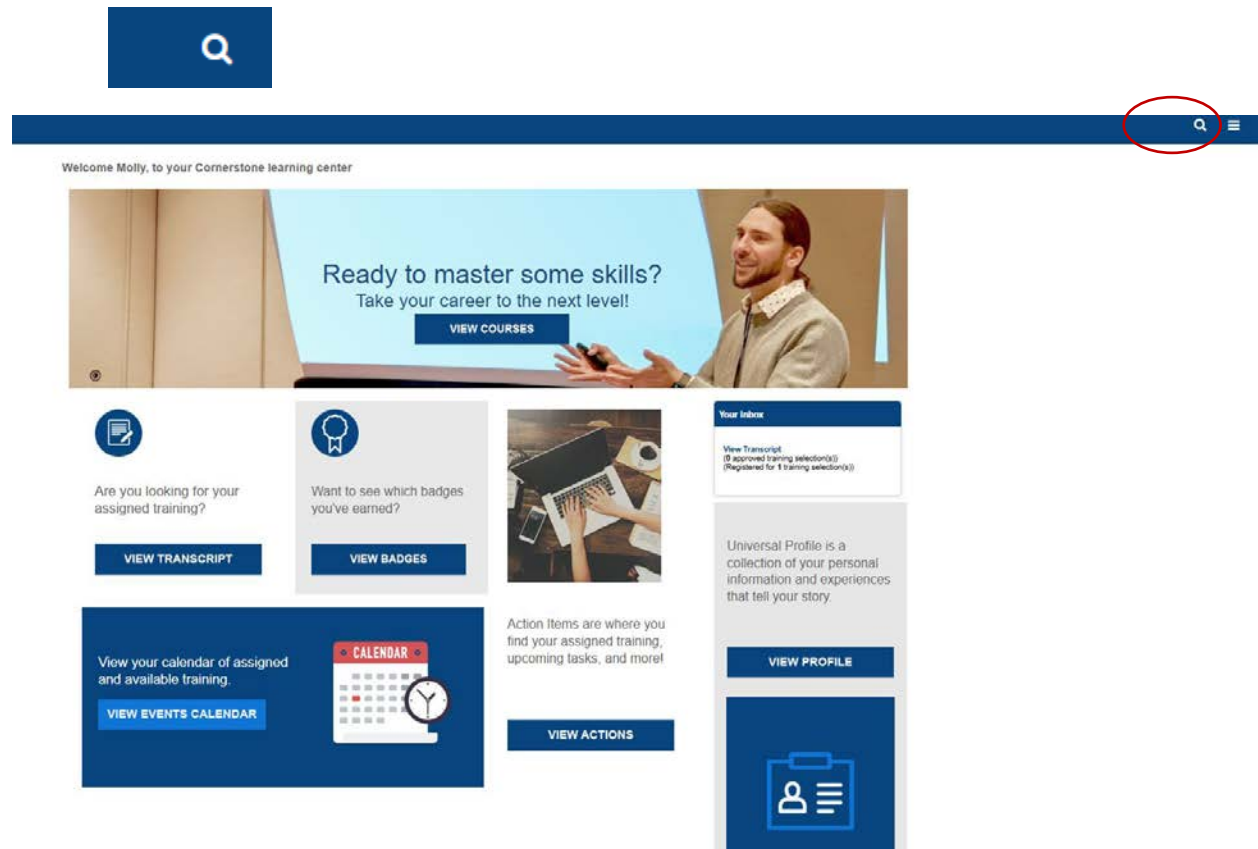 Welcome Molly, to your Cornerstone learning center
Ready to master some skills?
Take your career to the next level!
VIEW COURSES
Are you looking for your
assigned training?
VIEW TRANSCRIPT
Want to see which badges
you've earned?
VIEW BADGES
Your Inbox
View Transcript
(0 approved training selection(s))
(Registered for 1 training selection(s))
Universal Profile is a
collection of your personal
information and experiences
that tell your story.
VIEW PROFILE
View your calendar of assigned
and available training.
VIEW EVENTS CALENDAR
CALENDAR
Action Items are where you
find your assigned training,
upcoming tasks, and more!
VIEW ACTIONS